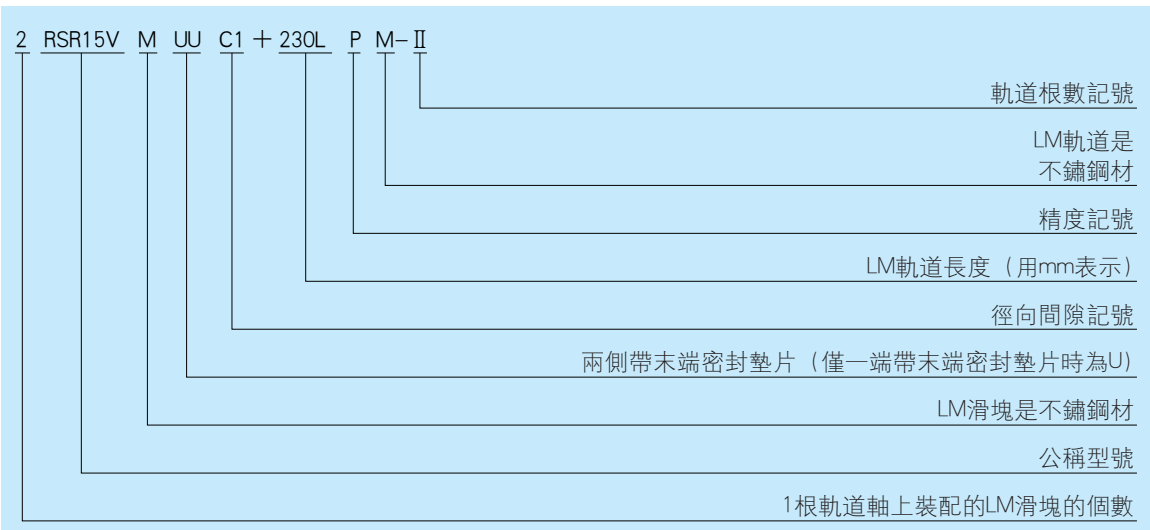 2 RSR15V M UU C1+230L P M-Ⅱ
軌道根數記號
LM軌道是
不鏽鋼材
精度記號
LM軌道長度（用mm表示）
徑向間隙記號
兩側帶末端密封墊片（僅一端帶末端密封墊片時為U）
LM滑塊是不鏽鋼材
公稱型號
1根軌道軸上裝配的LM滑塊的個數